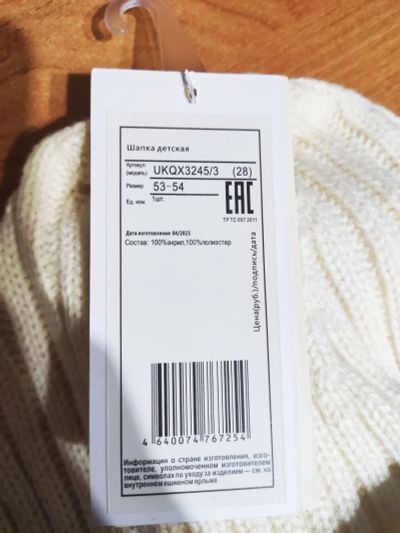 Шапка детская
Артикул (модель) UKQX3245/3 (28)
Размер 53-54
Ед. изм. 1шт.
EAC
ТР ТС 007 2011
Дата изготовления 04/2023
Состав: 100%акрил,100%полиэстер
Цена(руб.)/подпись/дата
4 640074 767254
Информация о стране изготовления, изго-
товителе, уполномоченном изготовителем
лице, символах по уходу за изделием — см. на
внутреннем вшивном ярлыке